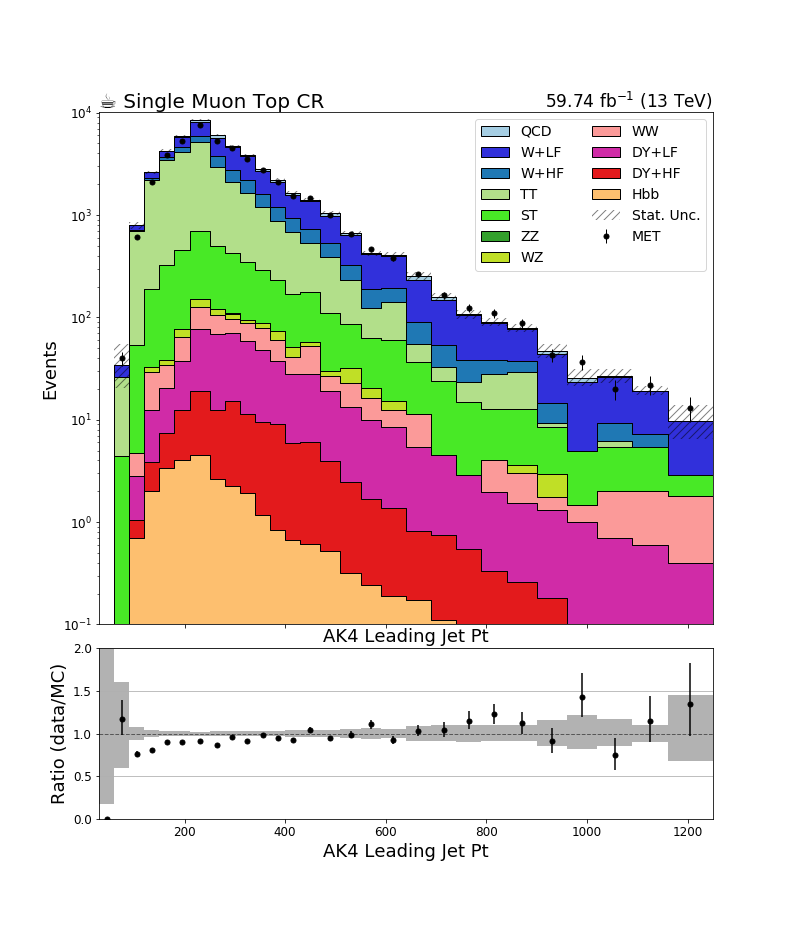 ☕ Single Muon Top CR 59.74 fb⁻¹ (13 TeV)
10⁴
10³
10²
10¹
10⁰
10⁻¹
Events
QCD WW
W+LF DY+LF
W+HF DY+HF
TT Hbb
ST Stat. Unc.
ZZ MET
WZ
AK4 Leading Jet Pt
2.0
1.5
1.0
0.5
0.0
Ratio (data/MC)
200 400 600 800 1000 1200
AK4 Leading Jet Pt